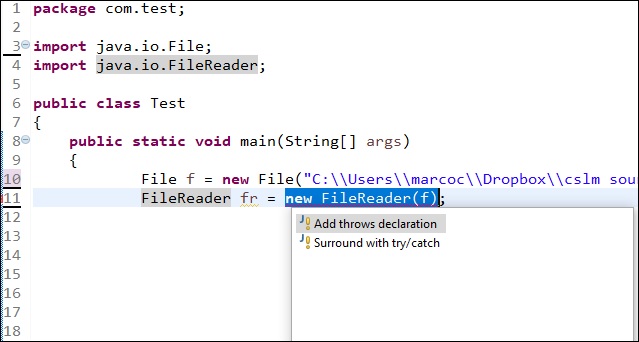 1 package com.test;
2
3 import java.io.File;
4 import java.io.FileReader;
5
6 public class Test
7 {
8 public static void main(String[] args)
9 {
10 File f = new File("C:\\Users\\marcoc\\Dropbox\\cslm sou
11 FileReader fr = new FileReader(f);
12
Add throws declaration
13
Surround with try/catch
14
15
16
17
18